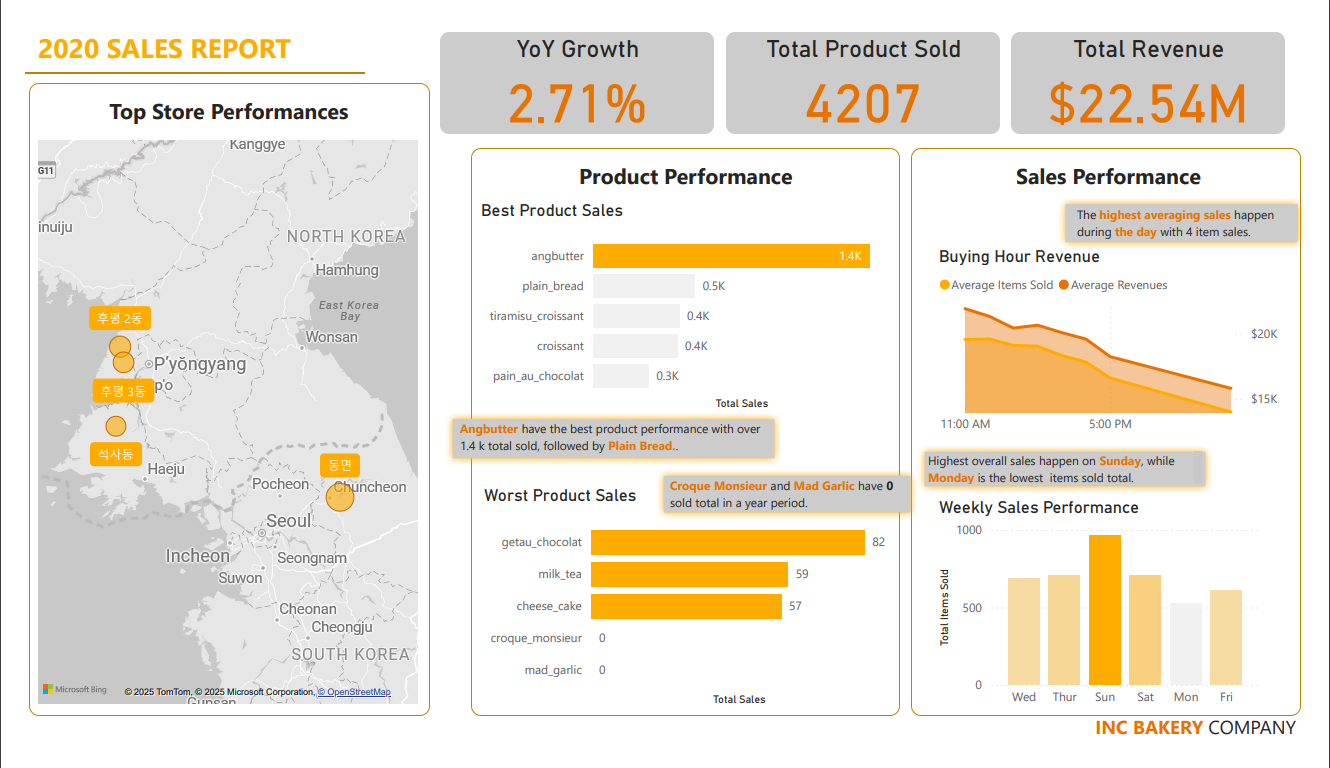 2020 SALES REPORT
YoY Growth
2.71%
Total Product Sold
4207
Total Revenue
$22.54M
Top Store Performances
Kanggye
G11
inuiju
NORTH KOREA
Hamhung
East Korea
Bay
Wonsan
후평 2동
P'yŏngyang
후평 3동
p'o
석사동
Haeju
동면
Pocheon
Chuncheon
Seoul
Incheon
Seongnam
Suwon
Cheonan
Cheongju
SOUTH KOREA
Gunsan
Microsoft Bing
© 2025 TomTom, © 2025 Microsoft Corporation, © OpenStreetMap
Product Performance
Best Product Sales
angbutter 1.4K
plain_bread 0.5K
tiramisu_croissant 0.4K
croissant 0.4K
pain_au_chocolat 0.3K
Total Sales
Angbutter have the best product performance with over
1.4 k total sold, followed by Plain Bread..
Worst Product Sales
Croque Monsieur and Mad Garlic have 0
sold total in a year period.
getau_chocolat 82
milk_tea 59
cheese_cake 57
croque_monsieur 0
mad_garlic 0
Total Sales
Sales Performance
The highest averaging sales happen
during the day with 4 item sales.
Buying Hour Revenue
Average Items Sold Average Revenues
$20K
$15K
11:00 AM 5:00 PM
Highest overall sales happen on Sunday, while
Monday is the lowest items sold total.
Weekly Sales Performance
Total Items Sold
1000
500
0
Wed Thur Sun Sat Mon Fri
INC BAKERY COMPANY